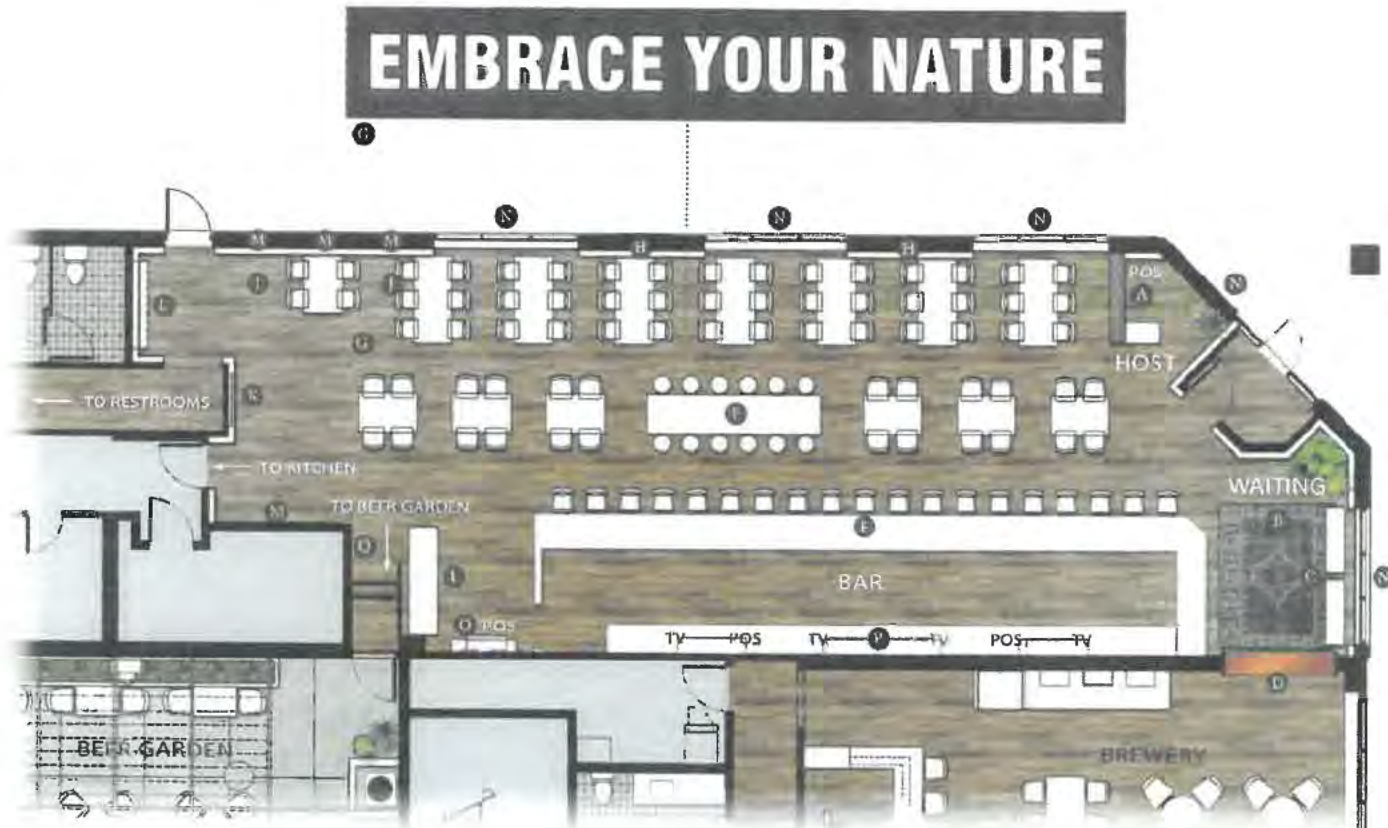 EMBRACE YOUR NATURE
G
N
N
N
M
M
M
H
H
N
POS
A
J
J
L
G
HOST
TO RESTROOMS
K
TO KITCHEN
WAITING
TO BEER GARDEN
M
F
B
O
I
BAR
C
N
O POS
TV POS TV P TV POS TV
D
BEER GARDEN
BREWERY